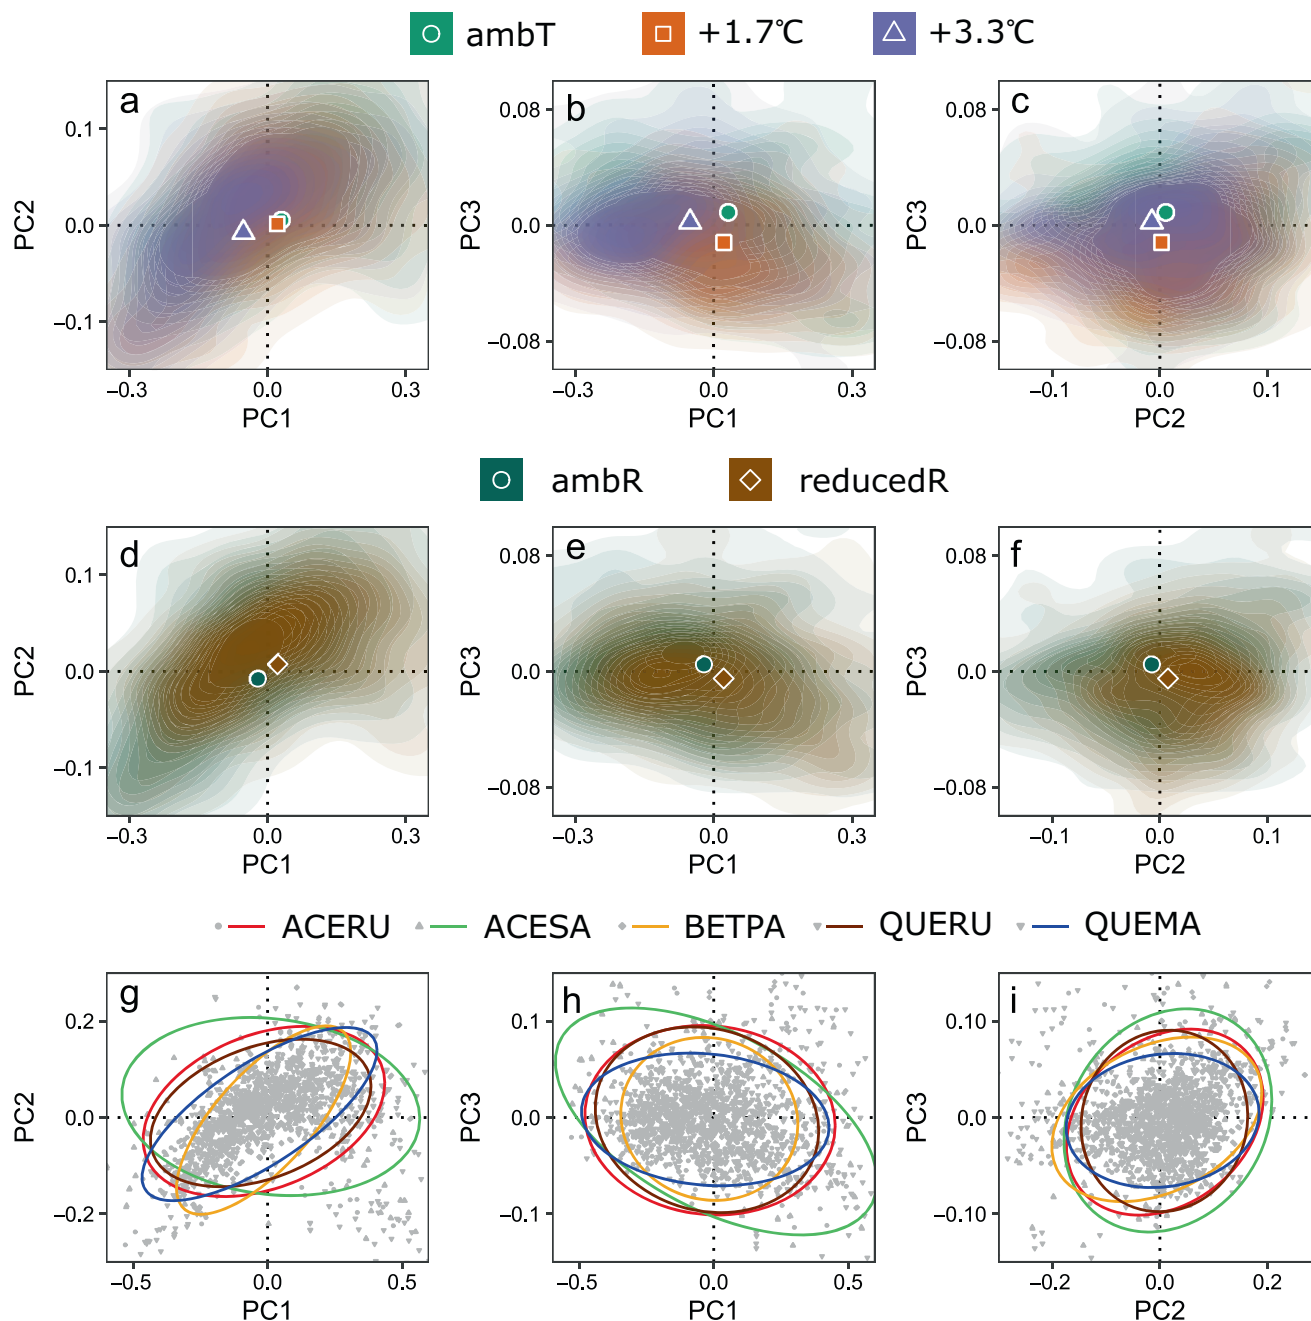 ambT +1.7℃ +3.3℃
a b c
0.1 0.0 −0.1
PC2
0.08 0.0 −0.08
PC3
0.1 0.0 −0.08
PC3
−0.3 0.0 0.3 −0.3 0.0 0.3 −0.1 0.0 0.1
PC1 PC1 PC2
ambR reducedR
d e f
0.1 0.0 −0.1
PC2
0.08 0.0 −0.08
PC3
0.08 0.0 −0.08
PC3
−0.3 0.0 0.3 −0.3 0.0 0.3 −0.1 0.0 0.1
PC1 PC1 PC2
ACERU ACESA BETPA QUERU QUEMA
g h i
0.2 0.0 −0.2
PC2
0.1 0.0 −0.1
PC3
0.10 0.0 −0.10
PC3
−0.5 0.0 0.5 −0.5 0.0 0.5 −0.2 0.0 0.2
PC1 PC1 PC2